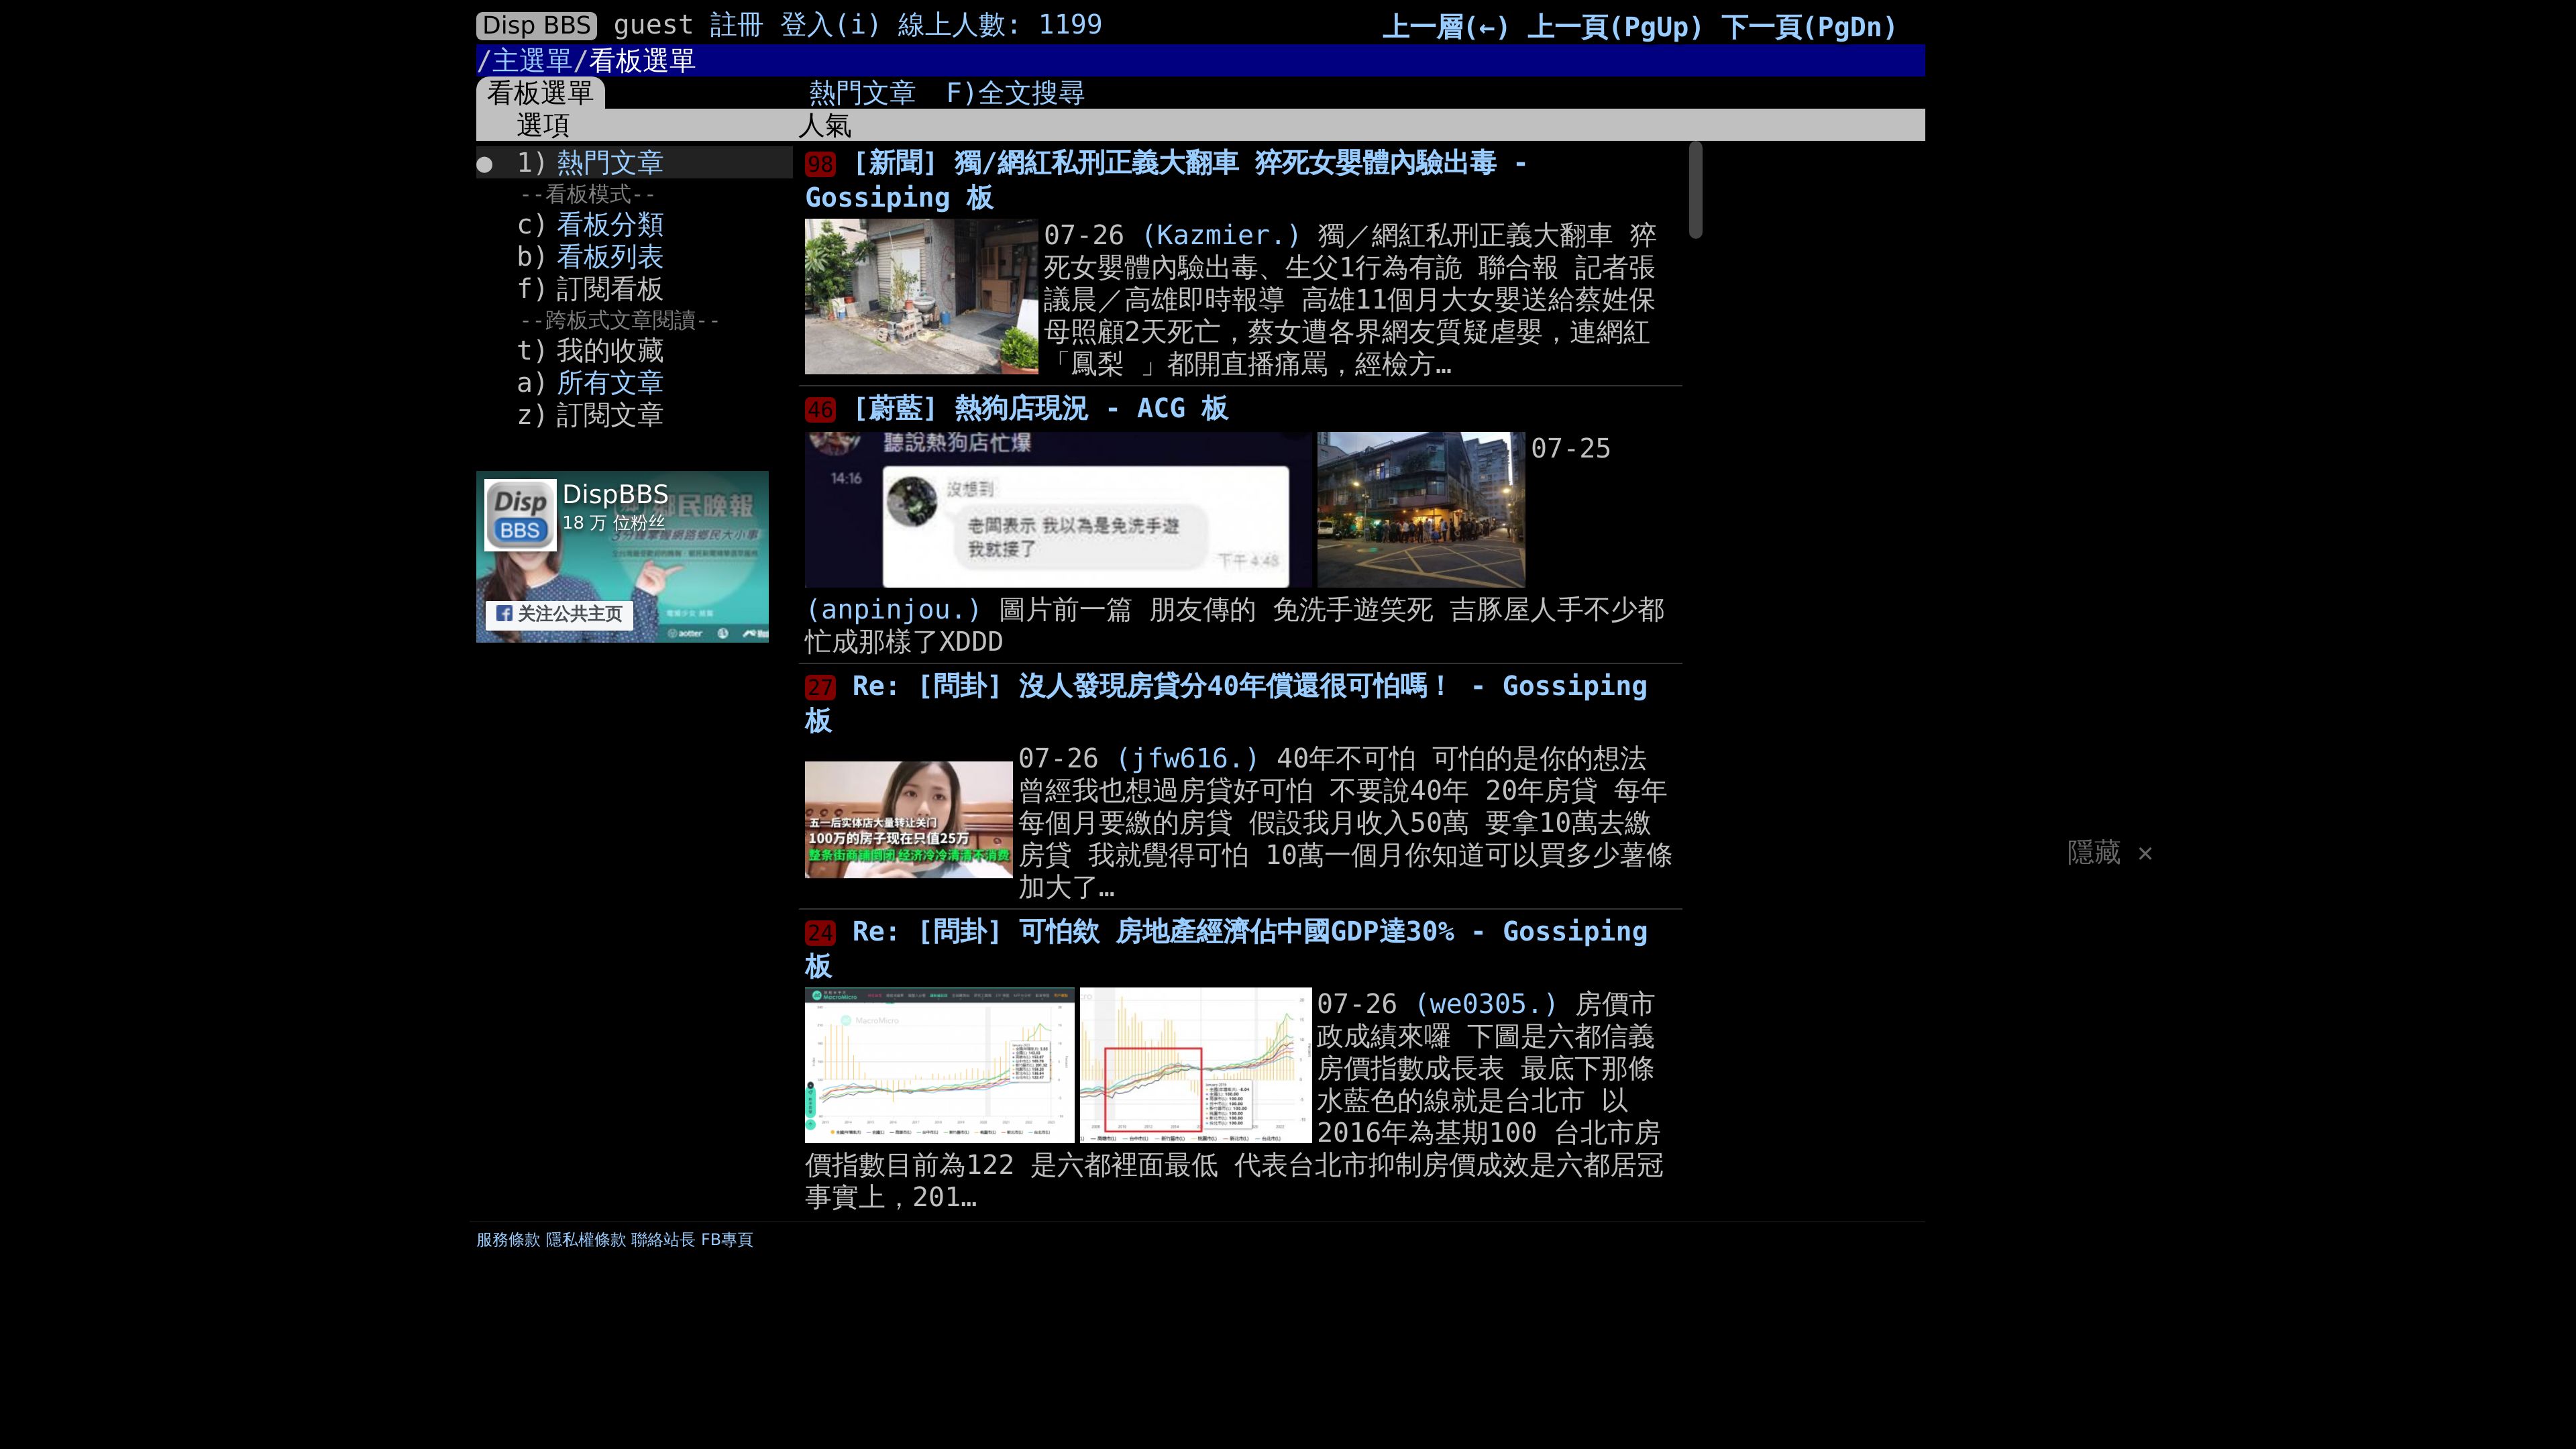 Disp BBS guest 註冊 登入(i) 線上人數: 1199 上一層(←) 上一頁(PgUp) 下一頁(PgDn)
/主選單/看板選單
看板選單 熱門文章 F)全文搜尋
選項 人氣
● 1) 熱門文章
--看板模式--
c) 看板分類
b) 看板列表
f) 訂閱看板
--跨板式文章閱讀--
t) 我的收藏
a) 所有文章
z) 訂閱文章
Disp BBS
DispBBS
18 万 位粉丝
鄉民晚報
3分鐘掌握網路鄉民大小事
关注公共主页
aotter
98 [新聞] 獨/網紅私刑正義大翻車 猝死女嬰體內驗出毒 -
Gossiping 板
07-26 (Kazmier.) 獨／網紅私刑正義大翻車 猝
死女嬰體內驗出毒、生父1行為有詭 聯合報 記者張
議晨／高雄即時報導 高雄11個月大女嬰送給蔡姓保
母照顧2天死亡，蔡女遭各界網友質疑虐嬰，連網紅
「鳳梨 」都開直播痛罵，經檢方…
46 [蔚藍] 熱狗店現況 - ACG 板
聽說熱狗店忙爆
14:16
沒想到
老闆表示 我以為是免洗手遊
我就接了
下午 4:48
07-25
(anpinjou.) 圖片前一篇 朋友傳的 免洗手遊笑死 吉豚屋人手不少都
忙成那樣了XDDD
27 Re: [問卦] 沒人發現房貸分40年償還很可怕嗎！ - Gossiping
板
五一后实体店大量转让关门
100万的房子现在只值25万
整条街商铺倒闭 经济冷冷清清不消费
07-26 (jfw616.) 40年不可怕 可怕的是你的想法
曾經我也想過房貸好可怕 不要說40年 20年房貸 每年
每個月要繳的房貸 假設我月收入50萬 要拿10萬去繳
房貸 我就覺得可怕 10萬一個月你知道可以買多少薯條
加大了…
24 Re: [問卦] 可怕欸 房地產經濟佔中國GDP達30% - Gossiping
板
MacroMicro
MacroMicro
07-26 (we0305.) 房價市
政成績來囉 下圖是六都信義
房價指數成長表 最底下那條
水藍色的線就是台北市 以
2016年為基期100 台北市房
價指數目前為122 是六都裡面最低 代表台北市抑制房價成效是六都居冠
事實上，201…
隱藏 ×
服務條款 隱私權條款 聯絡站長 FB專頁